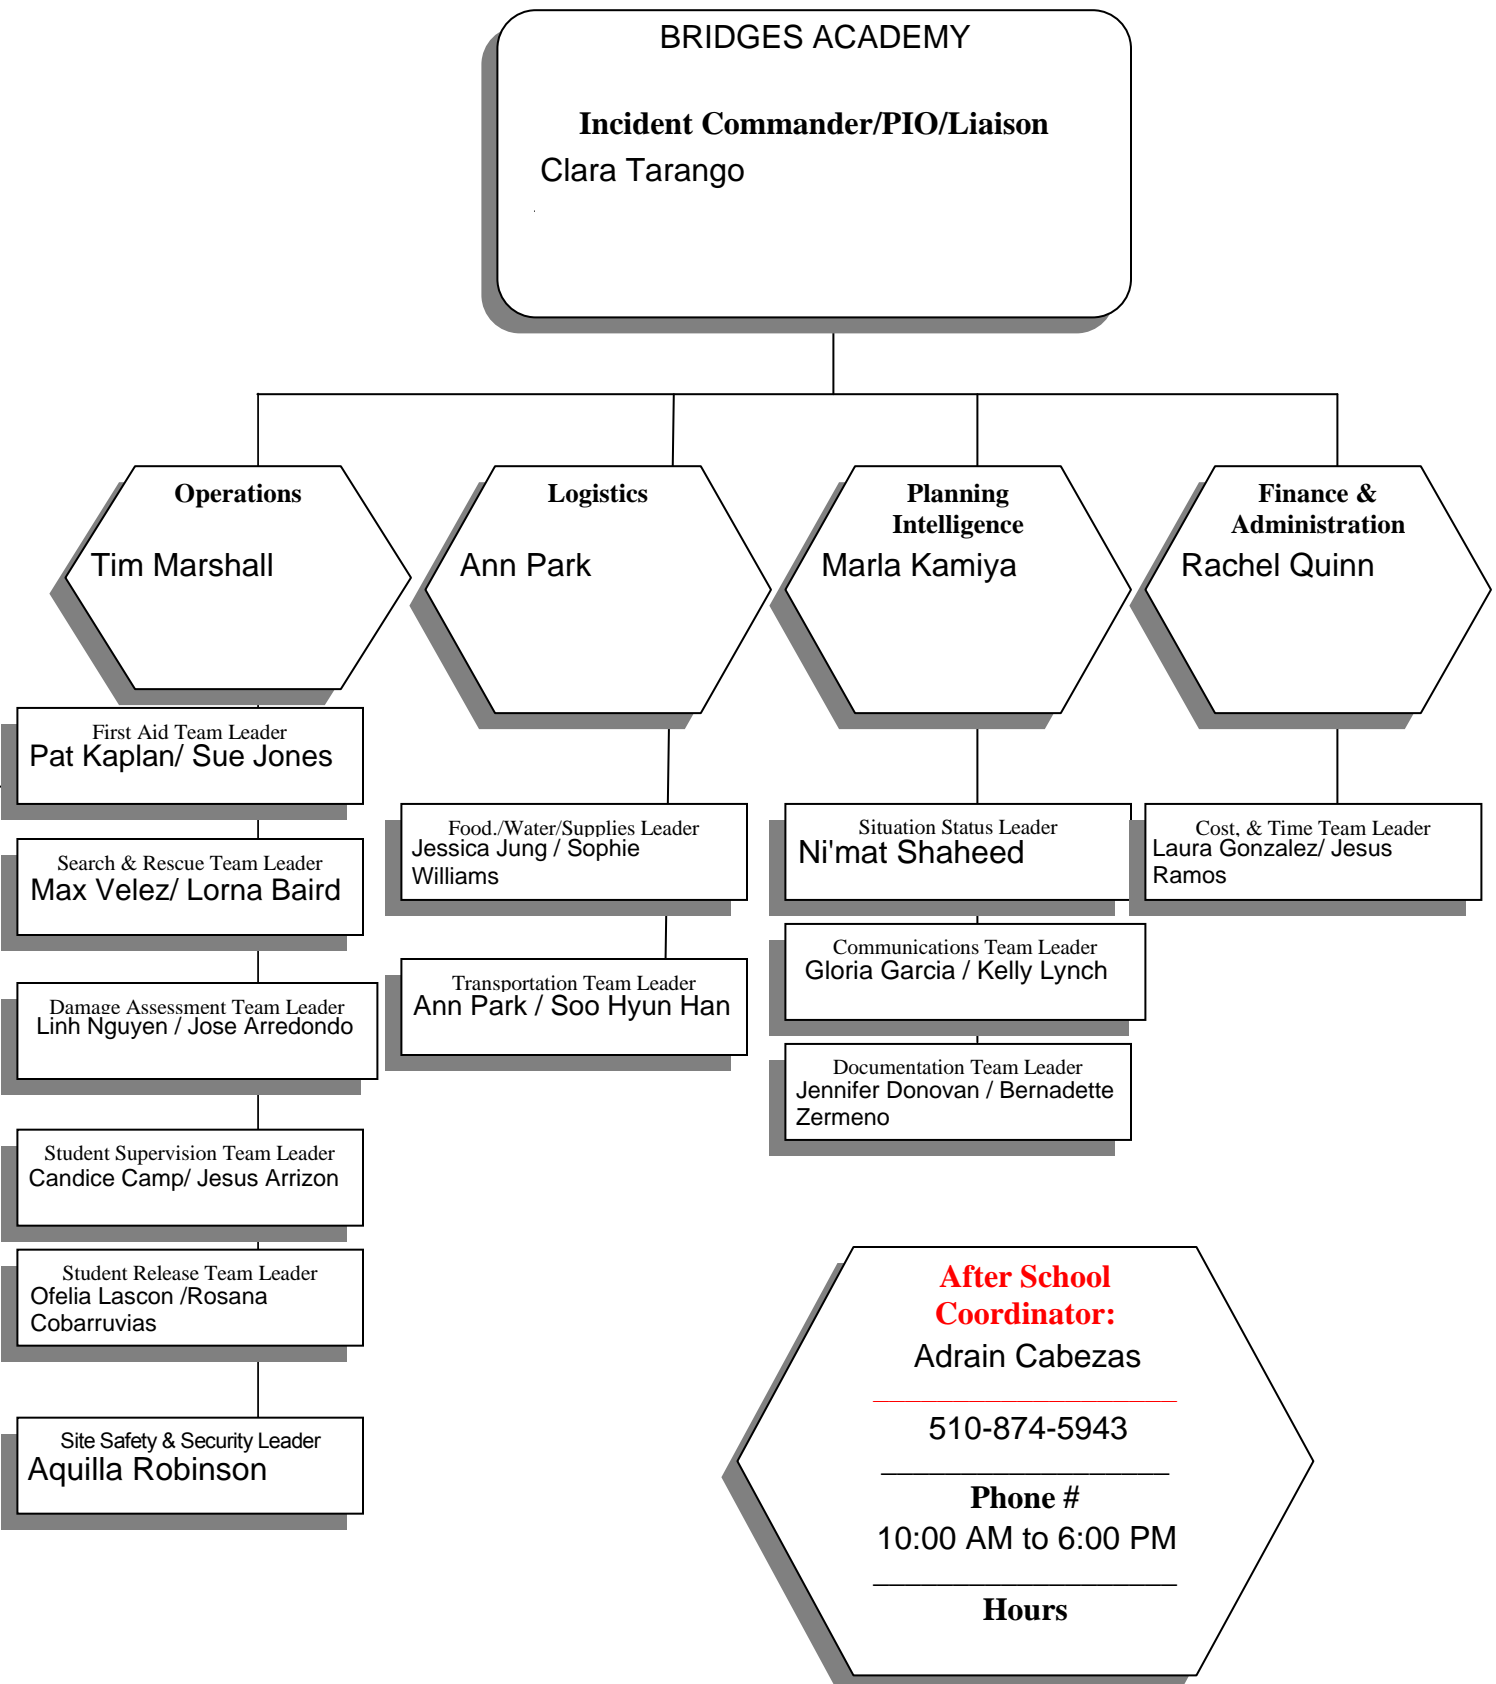 BRIDGES ACADEMY
Incident Commander/PIO/Liaison
Clara Tarango
Operations
Tim Marshall
Logistics
Ann Park
Planning
Intelligence
Marla Kamiya
Finance &
Administration
Rachel Quinn
First Aid Team Leader
Pat Kaplan/ Sue Jones
Search & Rescue Team Leader
Max Velez/ Lorna Baird
Damage Assessment Team Leader
Linh Nguyen / Jose Arredondo
Student Supervision Team Leader
Candice Camp/ Jesus Arrizon
Student Release Team Leader
Ofelia Lascon /Rosana
Cobarruvias
Site Safety & Security Leader
Aquilla Robinson
Food./Water/Supplies Leader
Jessica Jung / Sophie
Williams
Transportation Team Leader
Ann Park / Soo Hyun Han
Situation Status Leader
Ni'mat Shaheed
Communications Team Leader
Gloria Garcia / Kelly Lynch
Documentation Team Leader
Jennifer Donovan / Bernadette
Zermeno
Cost, & Time Team Leader
Laura Gonzalez/ Jesus
Ramos
After School
Coordinator:
Adrain Cabezas
510-874-5943
Phone #
10:00 AM to 6:00 PM
Hours